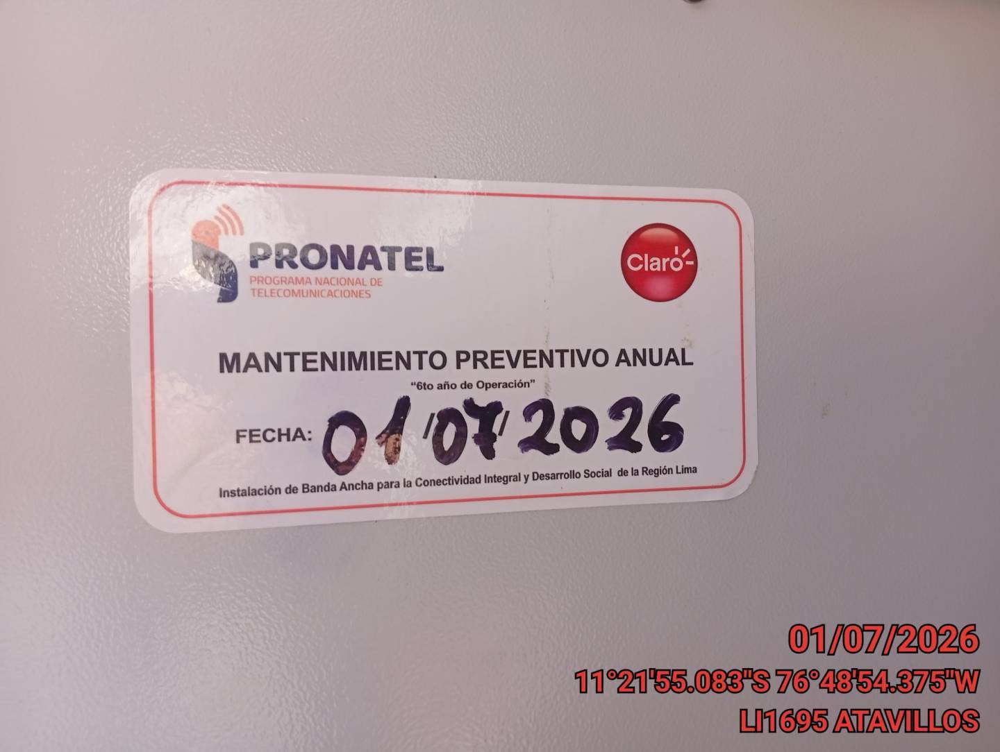 PRONATEL
PROGRAMA NACIONAL DE
TELECOMUNICACIONES
Claro
MANTENIMIENTO PREVENTIVO ANUAL
“6to año de Operación”
FECHA: 01/07/2026
Instalación de Banda Ancha para la Conectividad Integral y Desarrollo Social de la Región Lima
01/07/2026
11°21'55.083"S 76°48'54.375"W
LI1695 ATAVILLOS